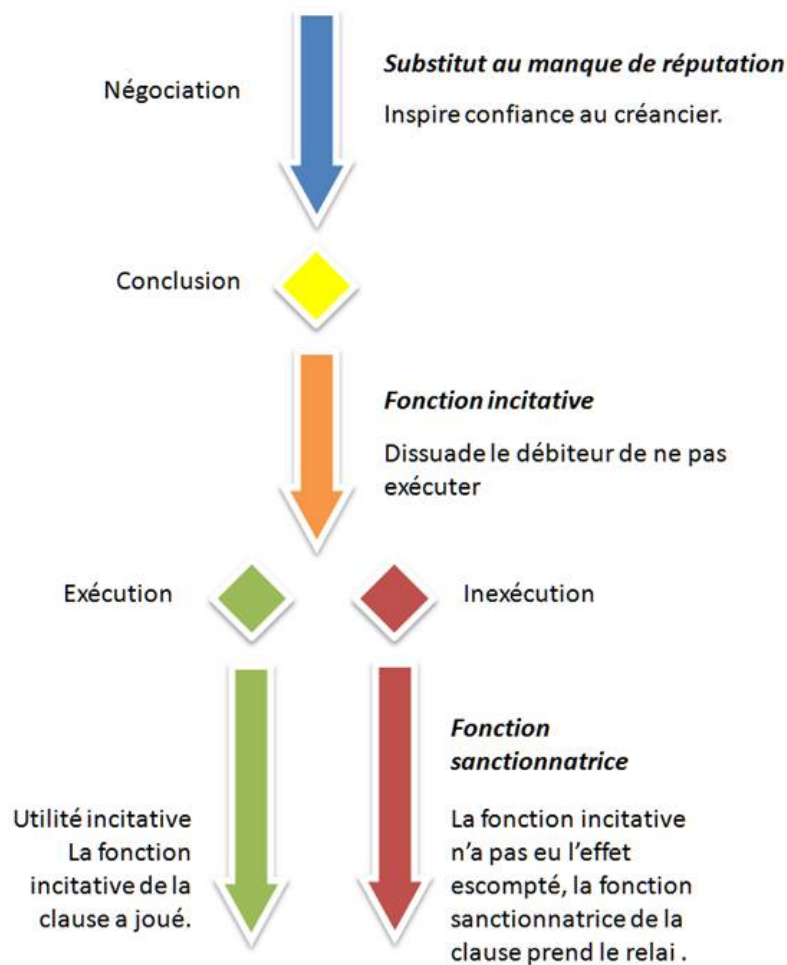 Négociation
Substitut au manque de réputation
Inspire confiance au créancier.
Conclusion
Fonction incitative
Dissuade le débiteur de ne pas
exécuter
Exécution
Inexécution
Utilité incitative
La fonction
incitative de la
clause a joué.
Fonction
sanctionnatrice
La fonction incitative
n'a pas eu l'effet
escompté, la fonction
sanctionnatrice de la
clause prend le relai .